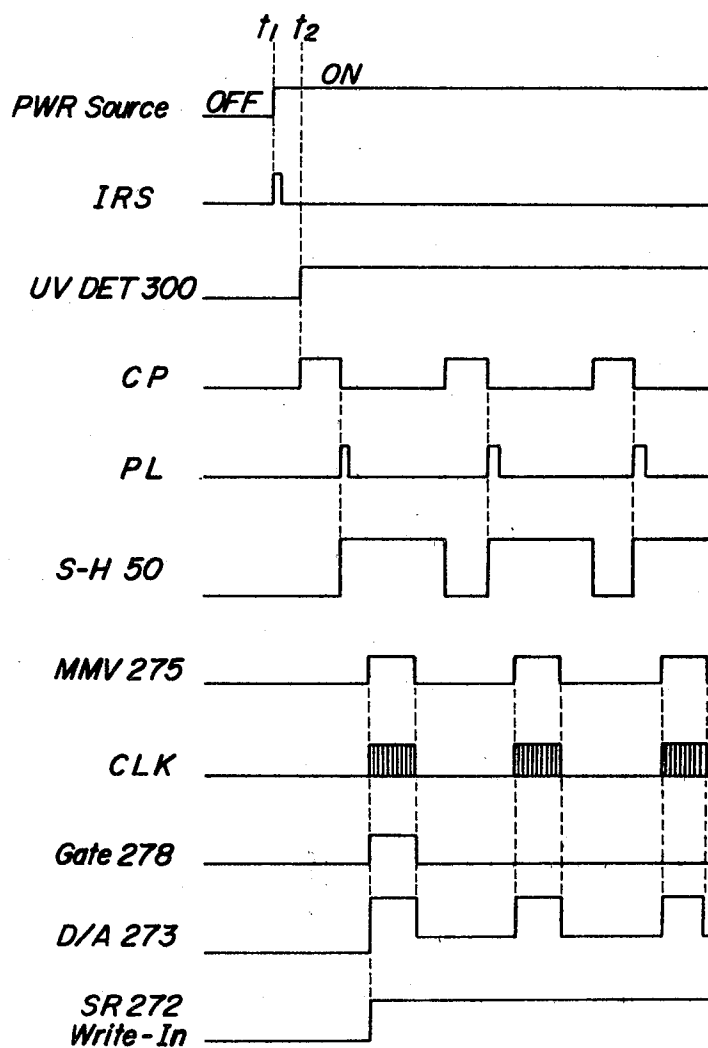 t1 t2
ON
PWR Source OFF
IRS
UV DET 300
CP
PL
S-H 50
MMV 275
CLK
Gate 278
D/A 273
SR 272
Write-In